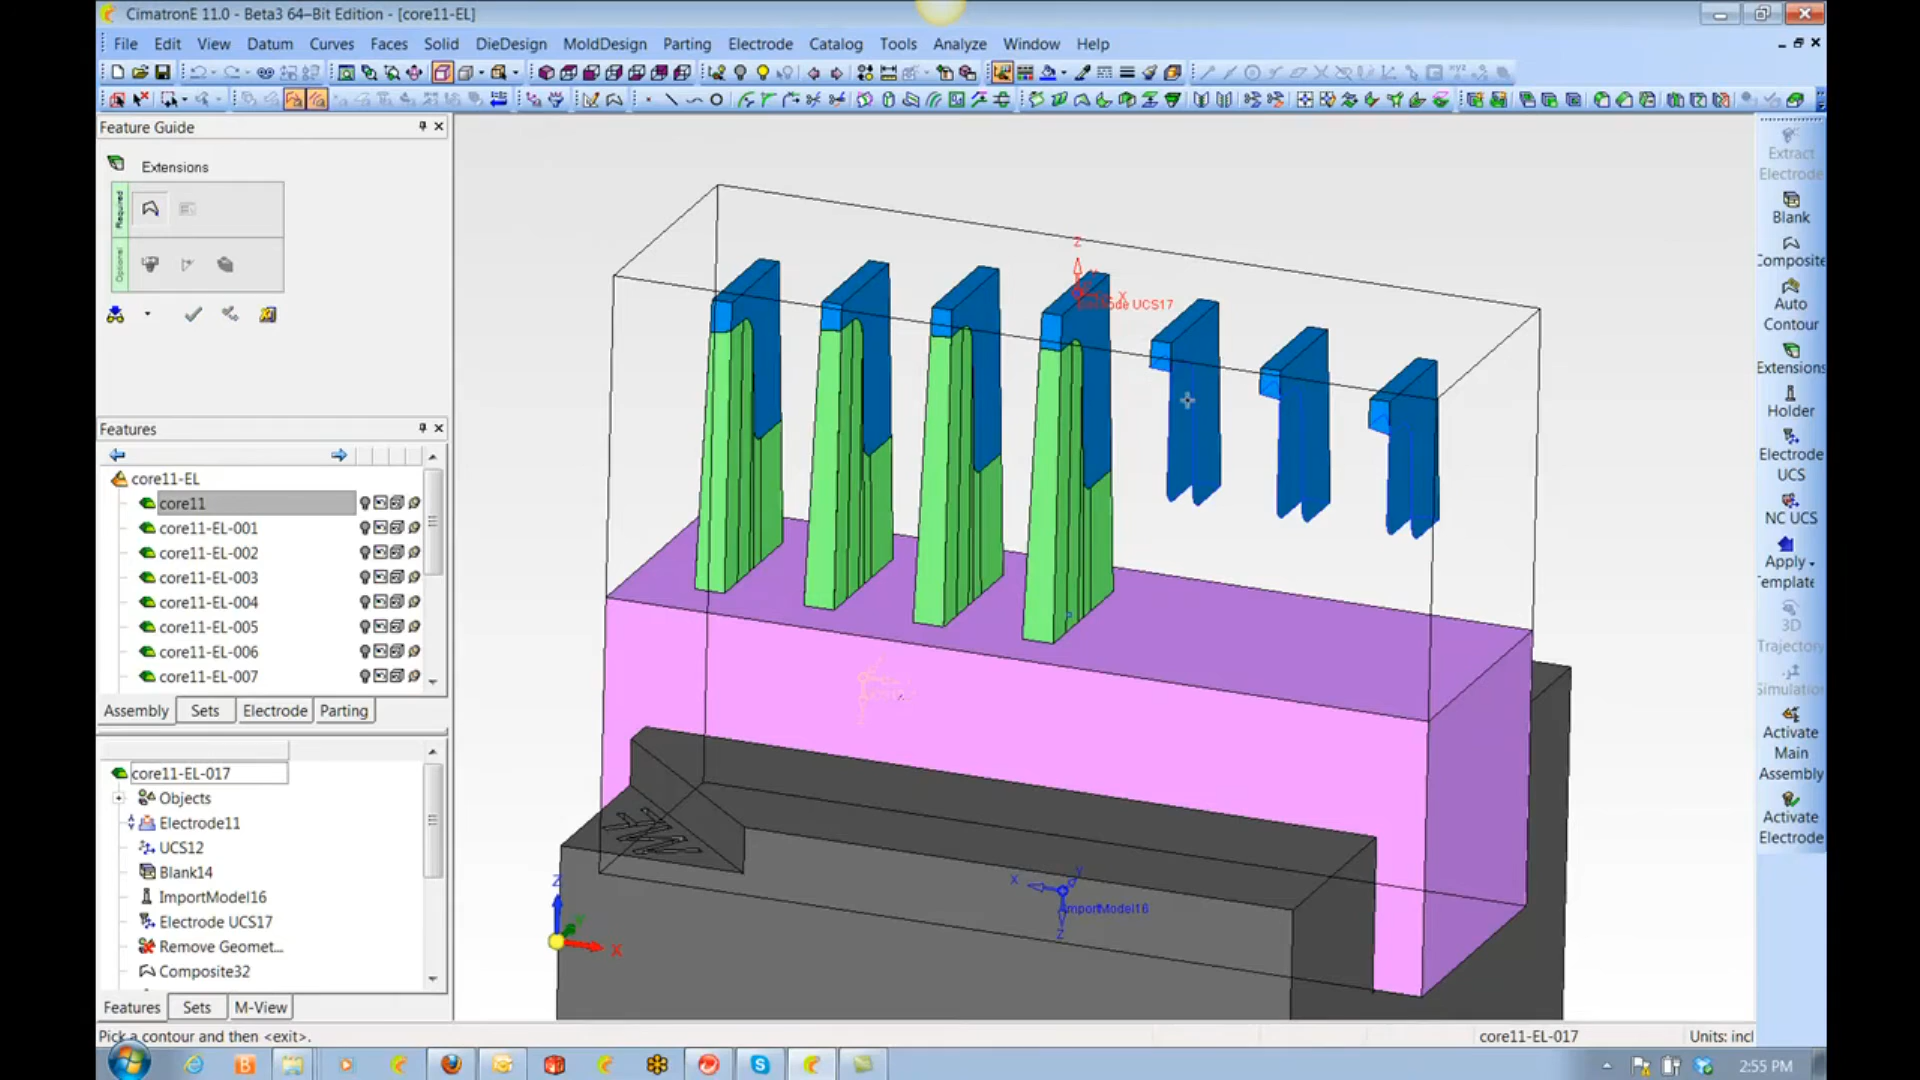 CimatronE 11.0 - Beta3 64-Bit Edition - [core11-EL]
File Edit View Datum Curves Faces Solid DieDesign MoldDesign Parting Electrode Catalog Tools Analyze Window Help
Feature Guide
Extensions
Required
Optional
Features
core11-EL
core11
core11-EL-001
core11-EL-002
core11-EL-003
core11-EL-004
core11-EL-005
core11-EL-006
core11-EL-007
Assembly Sets Electrode Parting
core11-EL-017
Objects
Electrode11
UCS12
Blank14
ImportModel16
Electrode UCS17
Remove Geomet...
Composite32
Features Sets M-View
Z
X
UCS17
X
Y
ImportModel16
Z
Z
X
Extract
Electrode
Blank
Composite
Auto
Contour
Extensions
Holder
Electrode
UCS
NC UCS
Apply
Template
3D
Trajectory
Simulation
Activate
Main
Assembly
Activate
Electrode
Pick a contour and then <exit>.
core11-EL-017
Units: incl
2:55 PM